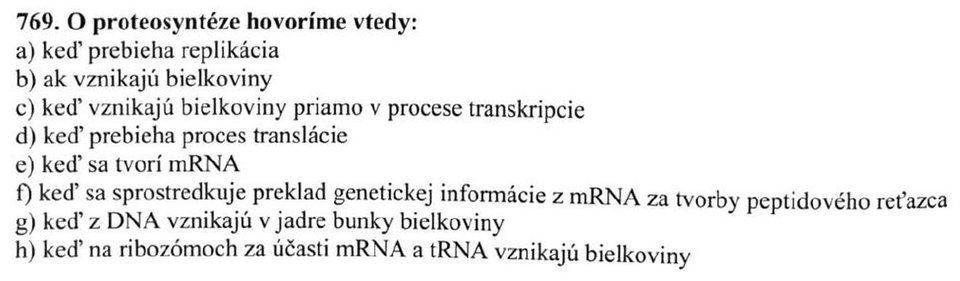 769. O proteosyntéze hovoríme vtedy:
a) keď prebieha replikácia
b) ak vznikajú bielkoviny
c) keď vznikajú bielkoviny priamo v procese transkripcie
d) keď prebieha proces translácie
e) keď sa tvorí mRNA
f) keď sa sprostredkuje preklad genetickej informácie z mRNA za tvorby peptidového reťazca
g) keď z DNA vznikajú v jadre bunky bielkoviny
h) keď na ribozómoch za účasti mRNA a tRNA vznikajú bielkoviny